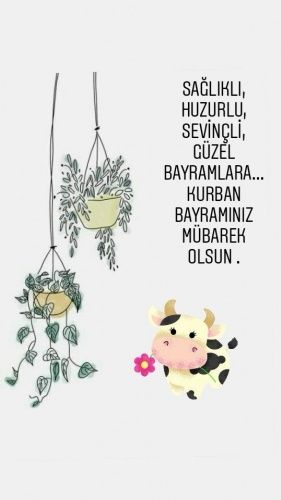 SAĞLIKLI,
HUZURLU,
SEVİNÇLİ,
GÜZEL
BAYRAMLARA...
KURBAN
BAYRAMINIZ
MÜBAREK
OLSUN .